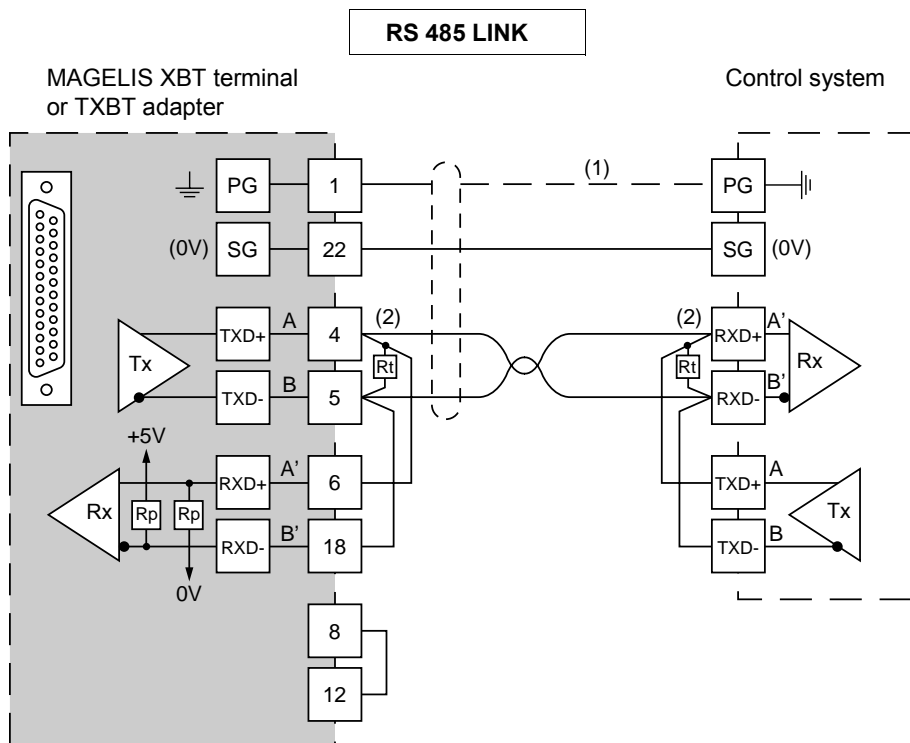 RS 485 LINK
MAGELIS XBT terminal
or TXBT adapter
Control system
PG 1 (1) PG
(0V) SG 22 SG (0V)
TXD+ A 4 (2) (2) RXD+ A'
Tx Rt Rt Rx
TXD- B 5 RXD- B'
+5V
RXD+ A' 6 TXD+ A
Rx Rp Rp Tx
RXD- B' 18 TXD- B
0V
8
12